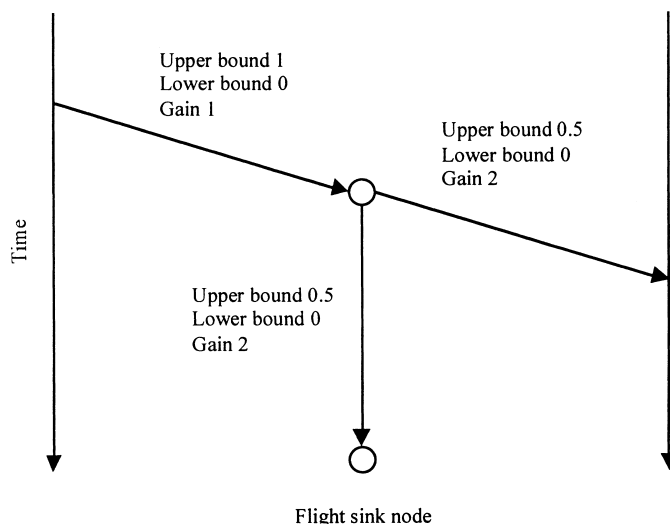 Upper bound 1
Lower bound 0
Gain 1
Upper bound 0.5
Lower bound 0
Gain 2
Time
Upper bound 0.5
Lower bound 0
Gain 2
Flight sink node